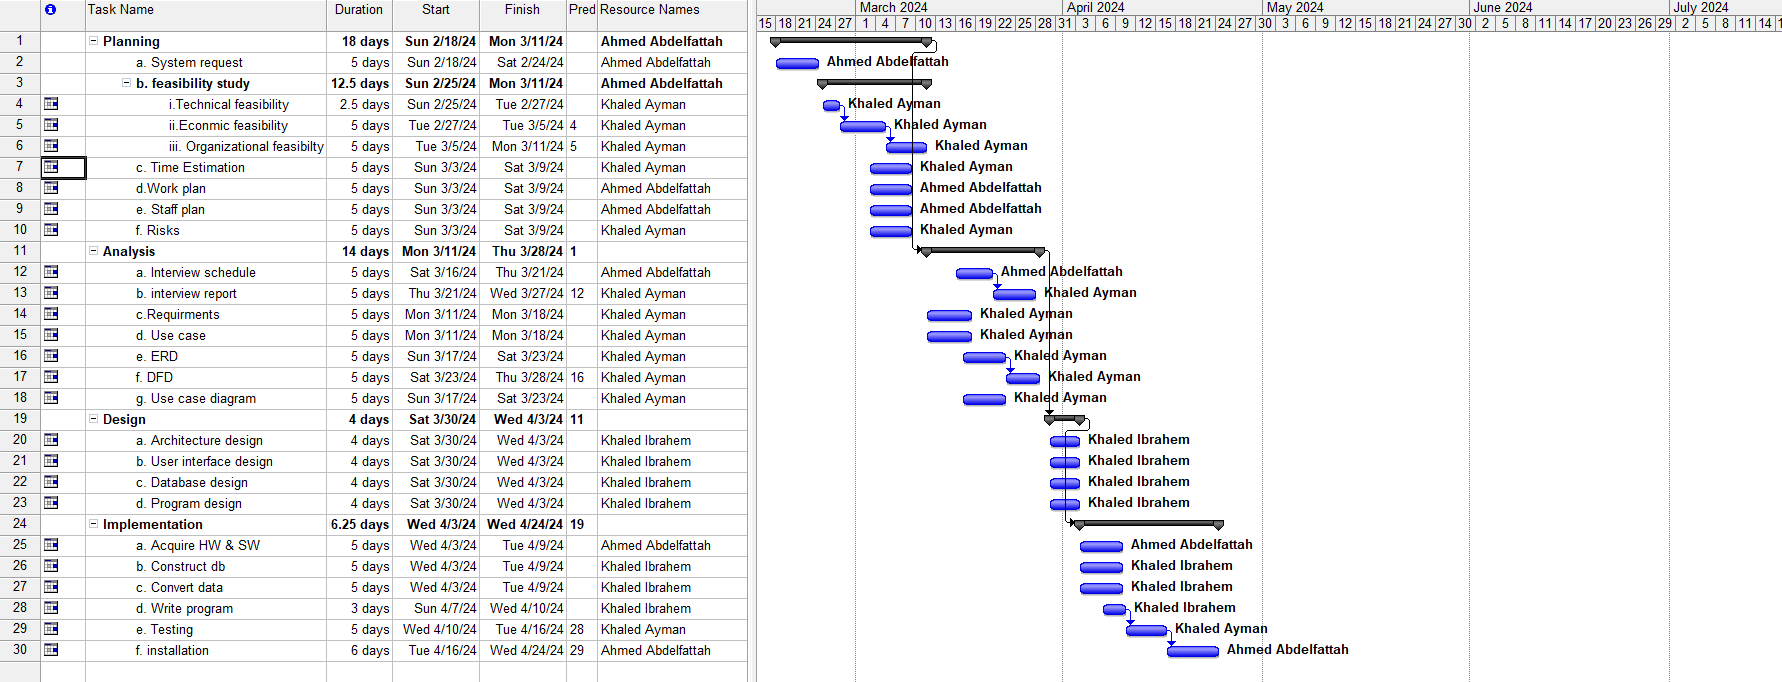 Task Name Duration Start Finish Pred Resource Names
March 2024 April 2024 May 2024 June 2024 July 2024
15 18 21 24 27 1 4 7 10 13 16 19 22 25 28 31 3 6 9 12 15 18 21 24 27 30 3 6 9 12 15 18 21 24 27 30 2 5 8 11 14 17 20 23 26 29 2 5 8 11 14 1
1 Planning 18 days Sun 2/18/24 Mon 3/11/24 Ahmed Abdelfattah
2 a. System request 5 days Sun 2/18/24 Sat 2/24/24 Ahmed Abdelfattah Ahmed Abdelfattah
3 b. feasibility study 12.5 days Sun 2/25/24 Mon 3/11/24 Ahmed Abdelfattah
4 i.Technical feasibility 2.5 days Sun 2/25/24 Tue 2/27/24 Khaled Ayman Khaled Ayman
5 ii.Econmic feasibility 5 days Tue 2/27/24 Tue 3/5/24 4 Khaled Ayman Khaled Ayman
6 iii. Organizational feasibilty 5 days Tue 3/5/24 Mon 3/11/24 5 Khaled Ayman Khaled Ayman
7 c. Time Estimation 5 days Sun 3/3/24 Sat 3/9/24 Khaled Ayman Khaled Ayman
8 d.Work plan 5 days Sun 3/3/24 Sat 3/9/24 Ahmed Abdelfattah Ahmed Abdelfattah
9 e. Staff plan 5 days Sun 3/3/24 Sat 3/9/24 Ahmed Abdelfattah Ahmed Abdelfattah
10 f. Risks 5 days Sun 3/3/24 Sat 3/9/24 Khaled Ayman Khaled Ayman
11 Analysis 14 days Mon 3/11/24 Thu 3/28/24 1
12 a. Interview schedule 5 days Sat 3/16/24 Thu 3/21/24 Ahmed Abdelfattah Ahmed Abdelfattah
13 b. interview report 5 days Thu 3/21/24 Wed 3/27/24 12 Khaled Ayman Khaled Ayman
14 c.Requirments 5 days Mon 3/11/24 Mon 3/18/24 Khaled Ayman Khaled Ayman
15 d. Use case 5 days Mon 3/11/24 Mon 3/18/24 Khaled Ayman Khaled Ayman
16 e. ERD 5 days Sun 3/17/24 Sat 3/23/24 Khaled Ayman Khaled Ayman
17 f. DFD 5 days Sat 3/23/24 Thu 3/28/24 16 Khaled Ayman Khaled Ayman
18 g. Use case diagram 5 days Sun 3/17/24 Sat 3/23/24 Khaled Ayman Khaled Ayman
19 Design 4 days Sat 3/30/24 Wed 4/3/24 11
20 a. Architecture design 4 days Sat 3/30/24 Wed 4/3/24 Khaled Ibrahem Khaled Ibrahem
21 b. User interface design 4 days Sat 3/30/24 Wed 4/3/24 Khaled Ibrahem Khaled Ibrahem
22 c. Database design 4 days Sat 3/30/24 Wed 4/3/24 Khaled Ibrahem Khaled Ibrahem
23 d. Program design 4 days Sat 3/30/24 Wed 4/3/24 Khaled Ibrahem Khaled Ibrahem
24 Implementation 6.25 days Wed 4/3/24 Wed 4/24/24 19
25 a. Acquire HW & SW 5 days Wed 4/3/24 Tue 4/9/24 Ahmed Abdelfattah Ahmed Abdelfattah
26 b. Construct db 5 days Wed 4/3/24 Tue 4/9/24 Khaled Ibrahem Khaled Ibrahem
27 c. Convert data 5 days Wed 4/3/24 Tue 4/9/24 Khaled Ibrahem Khaled Ibrahem
28 d. Write program 3 days Sun 4/7/24 Wed 4/10/24 Khaled Ibrahem Khaled Ibrahem
29 e. Testing 5 days Wed 4/10/24 Tue 4/16/24 28 Khaled Ayman Khaled Ayman
30 f. installation 6 days Tue 4/16/24 Wed 4/24/24 29 Ahmed Abdelfattah Ahmed Abdelfattah